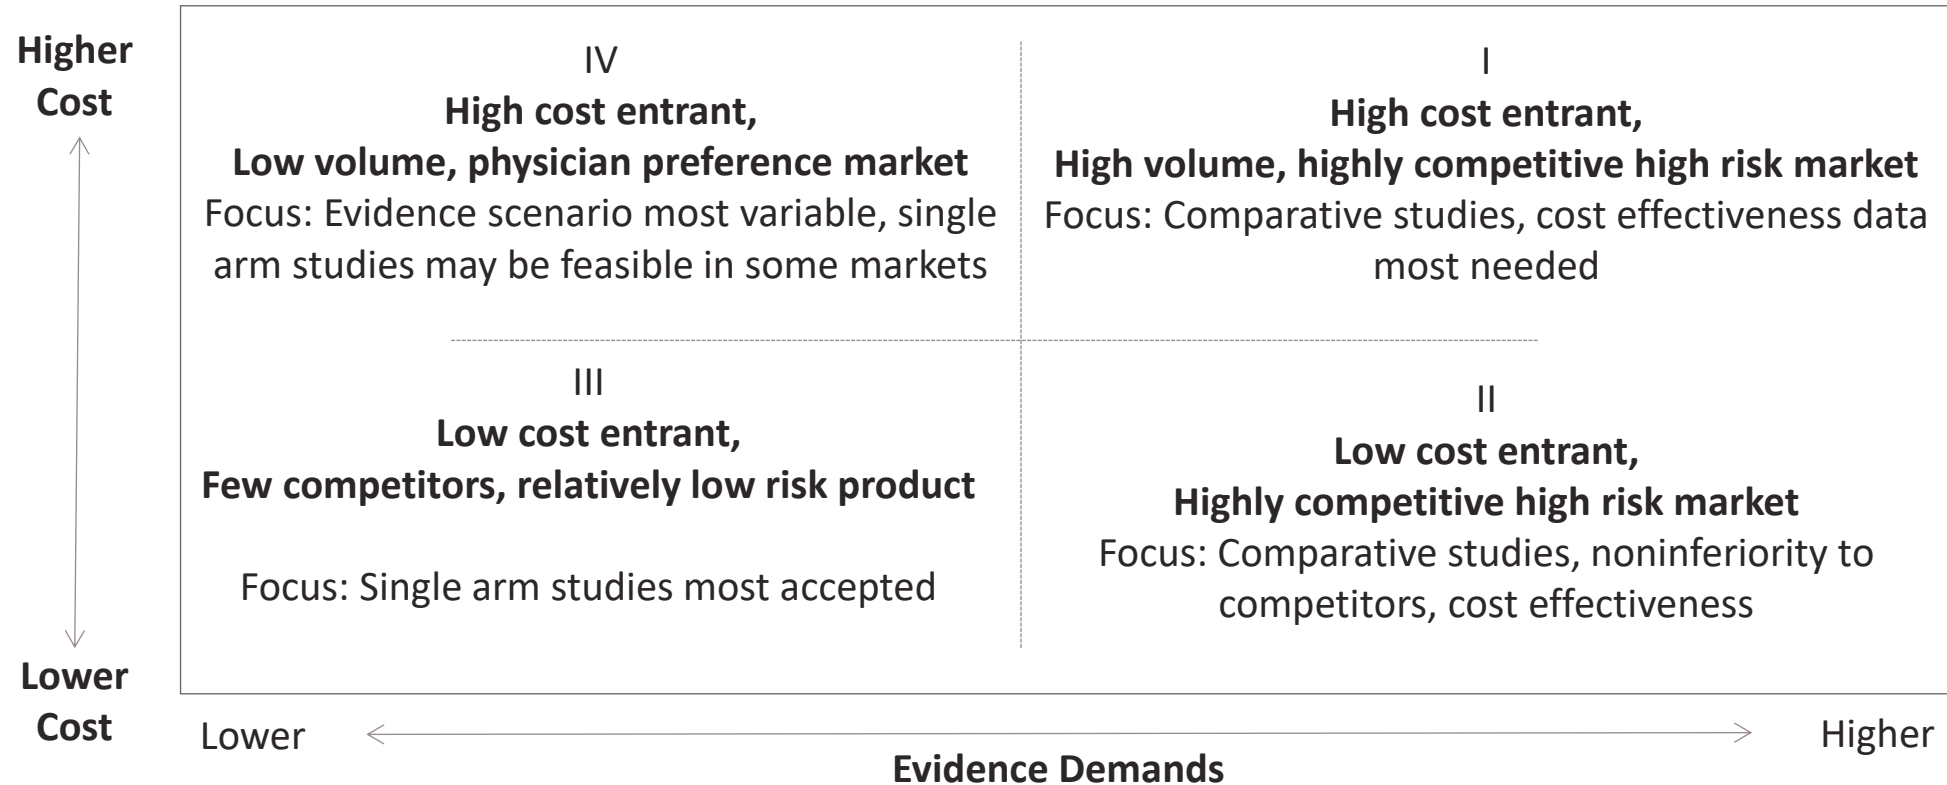 Higher
Cost
IV
High cost entrant,
Low volume, physician preference market
Focus: Evidence scenario most variable, single
arm studies may be feasible in some markets
I
High cost entrant,
High volume, highly competitive high risk market
Focus: Comparative studies, cost effectiveness data
most needed
III
Low cost entrant,
Few competitors, relatively low risk product
Focus: Single arm studies most accepted
II
Low cost entrant,
Highly competitive high risk market
Focus: Comparative studies, noninferiority to
competitors, cost effectiveness
Lower
Cost
Lower
Higher
Evidence Demands